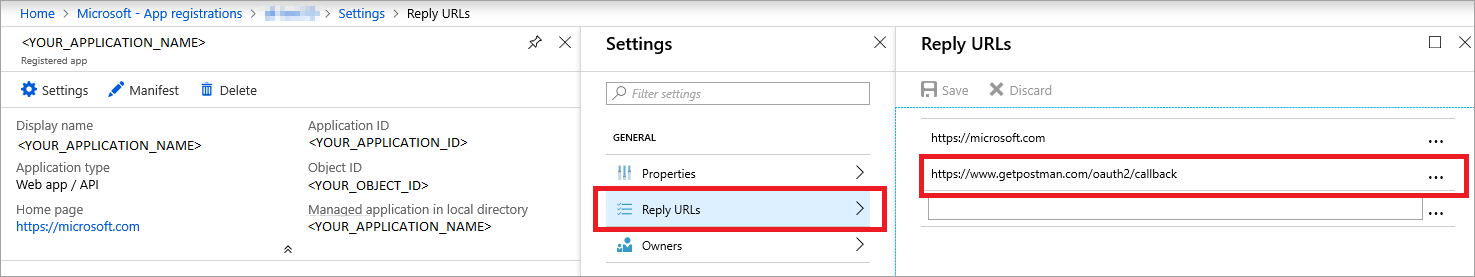 Home > Microsoft - App registrations > > Settings > Reply URLs
<YOUR_APPLICATION_NAME>
Registered app
Settings Manifest Delete
Display name
<YOUR_APPLICATION_NAME>
Application type
Web app / API
Home page
https://microsoft.com
Application ID
<YOUR_APPLICATION_ID>
Object ID
<YOUR_OBJECT_ID>
Managed application in local directory
<YOUR_APPLICATION_NAME>
Settings
Filter settings
GENERAL
Properties
Reply URLs
Owners
Reply URLs
Save Discard
https://microsoft.com
https://www.getpostman.com/oauth2/callback